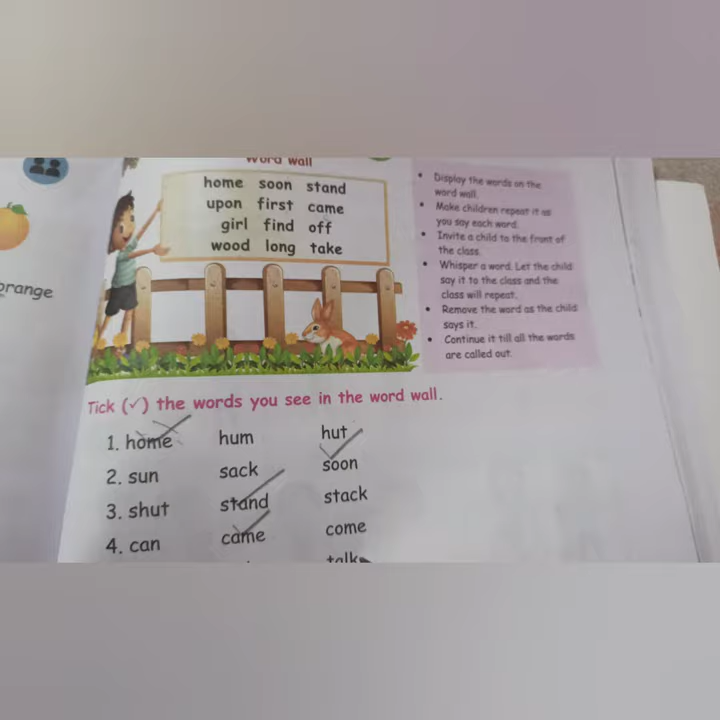 orange
word wall
home soon stand
upon first came
girl find off
wood long take
• Display the words on the
word wall.
• Make children repeat it as
you say each word.
• Invite a child to the front of
the class.
• Whisper a word. Let the child
say it to the class and the
class will repeat.
• Remove the word as the child
says it.
• Continue it till all the words
are called out.
Tick (✓) the words you see in the word wall.
1. home hum hut
2. sun sack soon
3. shut stand stack
4. can came come
talk